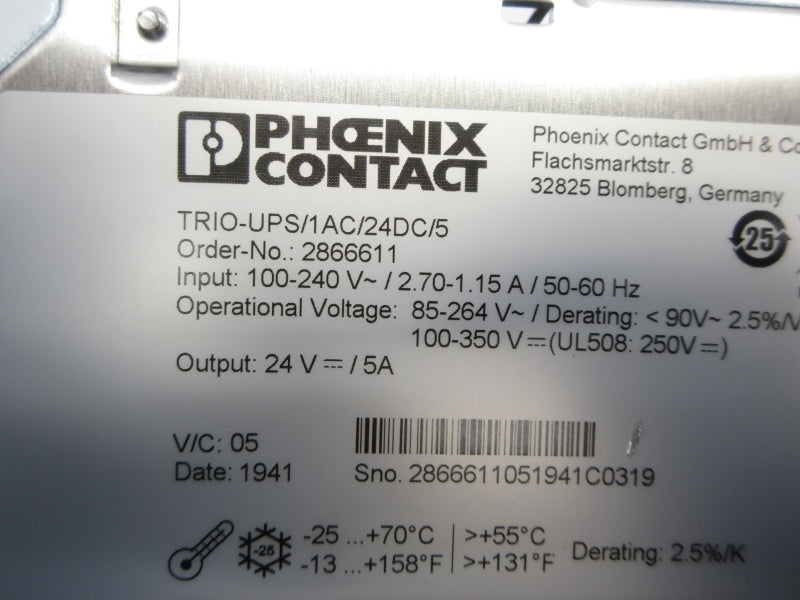 PHŒNIX
CONTACT
Phoenix Contact GmbH & Co
Flachsmarktstr. 8
32825 Blomberg, Germany
TRIO-UPS/1AC/24DC/5
Order-No.: 2866611
25
Input: 100-240 V~ / 2.70-1.15 A / 50-60 Hz
Operational Voltage: 85-264 V~ / Derating: < 90V~ 2.5%/V
100-350 V⎓(UL508: 250V⎓)
Output: 24 V ⎓ / 5A
V/C: 05
Date: 1941
Sno. 2866611051941C0319
-25
-25 ...+70°C >+55°C
-13 ...+158°F >+131°F
Derating: 2.5%/K